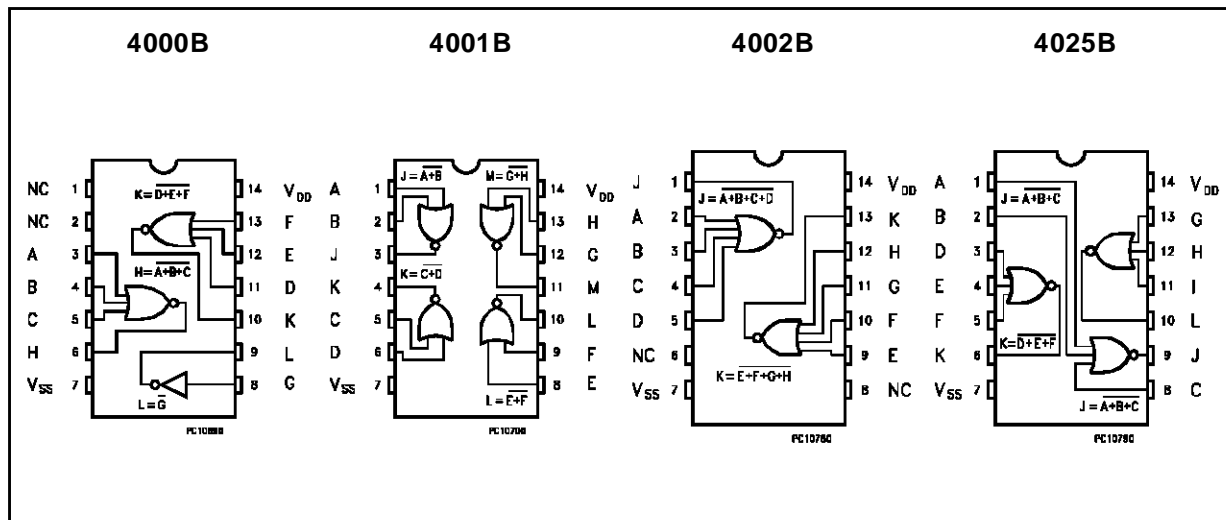 4000B
NC 1 14 VDD
NC 2 13 F
A 3 12 E
B 4 11 D
C 5 10 K
H 6 9 L
VSS 7 8 G
K=D+E+F
H=A+B+C
L=G
4001B
A 1 14 VDD
B 2 13 H
J 3 12 G
K 4 11 M
C 5 10 L
D 6 9 F
VSS 7 8 E
J=A+B
M=G+H
K=C+D
L=E+F
PC10700
4002B
J 1 14 VDD
A 2 13 K
B 3 12 H
C 4 11 G
D 5 10 F
NC 6 9 E
VSS 7 8 NC
J=A+B+C+D
K=E+F+G+H
PC10760
4025B
A 1 14 VDD
B 2 13 G
D 3 12 H
E 4 11 I
F 5 10 L
K 6 9 J
VSS 7 8 C
J=A+B+C
K=D+E+F
J=A+B+C
PC10780